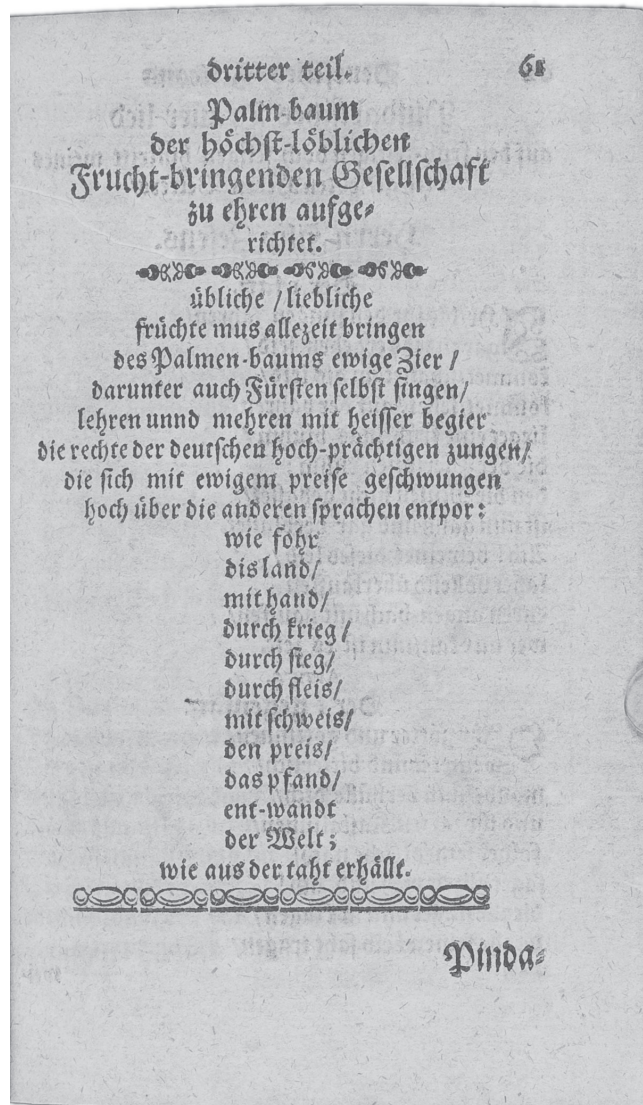 dritter teil. 61
Palm-baum
der höchst-löblichen
Frucht-bringenden Gesellschaft
zu ehren aufge-
richtet.
übliche / liebliche
früchte mus allezeit bringen
des Palmen-baums ewige Zier /
darunter auch Fürsten selbst singen /
lehren unnd mehren mit heisser begier
die rechte der deutschen hoch-prächtigen zungen /
die sich mit ewigem preise geschwungen
hoch über die anderen sprachen entpor:
wie fohr
dis land /
mit hand /
durch krieg /
durch sieg /
durch fleis /
mit schweis /
den preis /
das pfand /
ent-wandt
der Welt;
wie aus der taht erhällt.
Pinda-